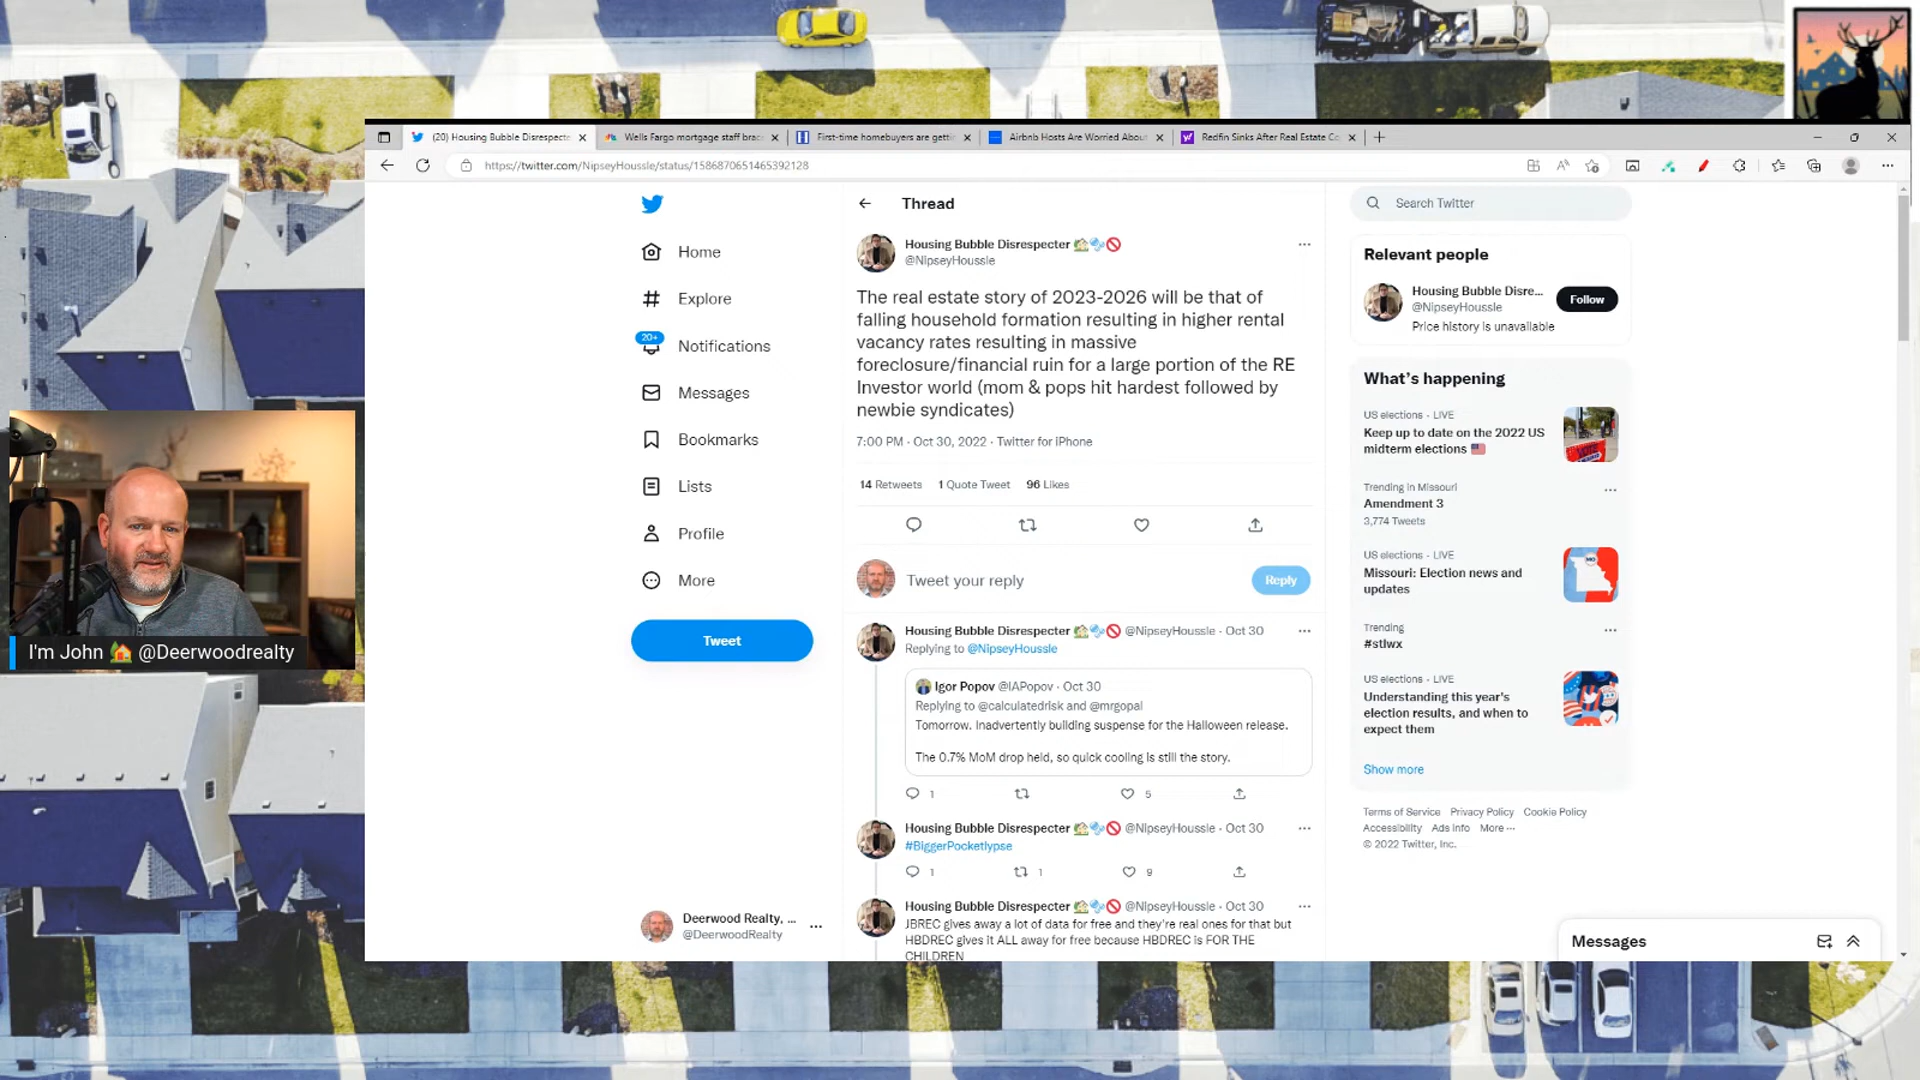 (20) Housing Bubble Disrespecte
Wells Fargo mortgage staff brac
First-time homebuyers are getti
Airbnb Hosts Are Worried Abou
Redfin Sinks After Real Estate Co
https://twitter.com/NipseyHoussle/status/1586870651465392128
Home
Explore
20+
Notifications
Messages
Bookmarks
Lists
Profile
More
Tweet
Deerwood Realty, ...
@DeerwoodRealty
Thread
Housing Bubble Disrespecter 🏡🫧🚫
@NipseyHoussle
The real estate story of 2023-2026 will be that of
falling household formation resulting in higher rental
vacancy rates resulting in massive
foreclosure/financial ruin for a large portion of the RE
Investor world (mom & pops hit hardest followed by
newbie syndicates)
7:00 PM · Oct 30, 2022 · Twitter for iPhone
14 Retweets 1 Quote Tweet 96 Likes
Tweet your reply
Reply
Housing Bubble Disrespecter 🏡🫧🚫 @NipseyHoussle · Oct 30
Replying to @NipseyHoussle
Igor Popov @IAPopov · Oct 30
Replying to @calculatedrisk and @mrgopal
Tomorrow. Inadvertently building suspense for the Halloween release.
The 0.7% MoM drop held, so quick cooling is still the story.
1 5
Housing Bubble Disrespecter 🏡🫧🚫 @NipseyHoussle · Oct 30
#BiggerPocketlypse
1 1 9
Housing Bubble Disrespecter 🏡🫧🚫 @NipseyHoussle · Oct 30
JBREC gives away a lot of data for free and they're real ones for that but
HBDREC gives it ALL away for free because HBDREC is FOR THE
CHILDREN
Search Twitter
Relevant people
Housing Bubble Disre...
@NipseyHoussle
Follow
Price history is unavailable
What's happening
US elections · LIVE
Keep up to date on the 2022 US
midterm elections 🇺🇸
Trending in Missouri
Amendment 3
3,774 Tweets
US elections · LIVE
Missouri: Election news and
updates
MO
Trending
#stlwx
US elections · LIVE
Understanding this year's
election results, and when to
expect them
Show more
Terms of Service Privacy Policy Cookie Policy
Accessibility Ads info More ···
© 2022 Twitter, Inc.
Messages
I'm John 🏡 @Deerwoodrealty